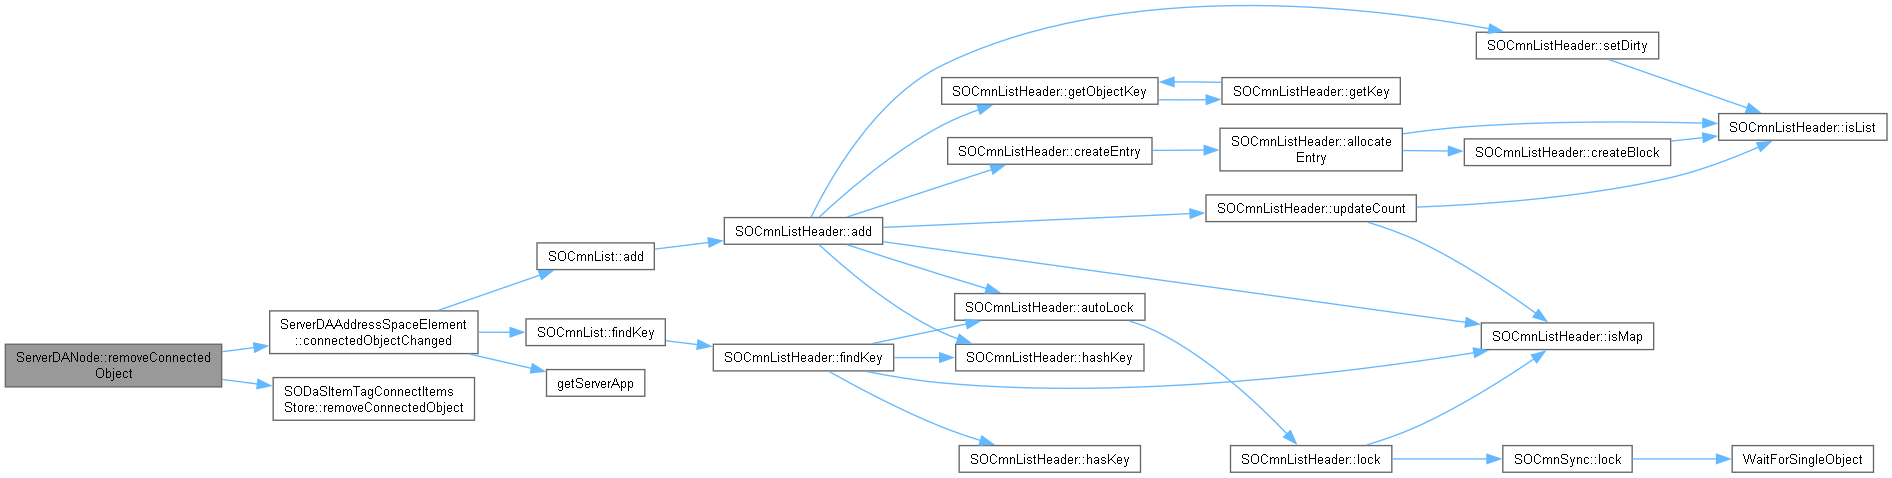 ServerDANode::removeConnected
Object
ServerDAAddressSpaceElement
::connectedObjectChanged
SODaSItemTagConnectItems
Store::removeConnectedObject
SOCmnList::add
SOCmnList::findKey
getServerApp
SOCmnListHeader::add
SOCmnListHeader::findKey
SOCmnListHeader::getObjectKey
SOCmnListHeader::createEntry
SOCmnListHeader::autoLock
SOCmnListHeader::hashKey
SOCmnListHeader::hasKey
SOCmnListHeader::getKey
SOCmnListHeader::allocate
Entry
SOCmnListHeader::updateCount
SOCmnListHeader::lock
SOCmnListHeader::setDirty
SOCmnListHeader::createBlock
SOCmnListHeader::isMap
SOCmnSync::lock
SOCmnListHeader::isList
WaitForSingleObject